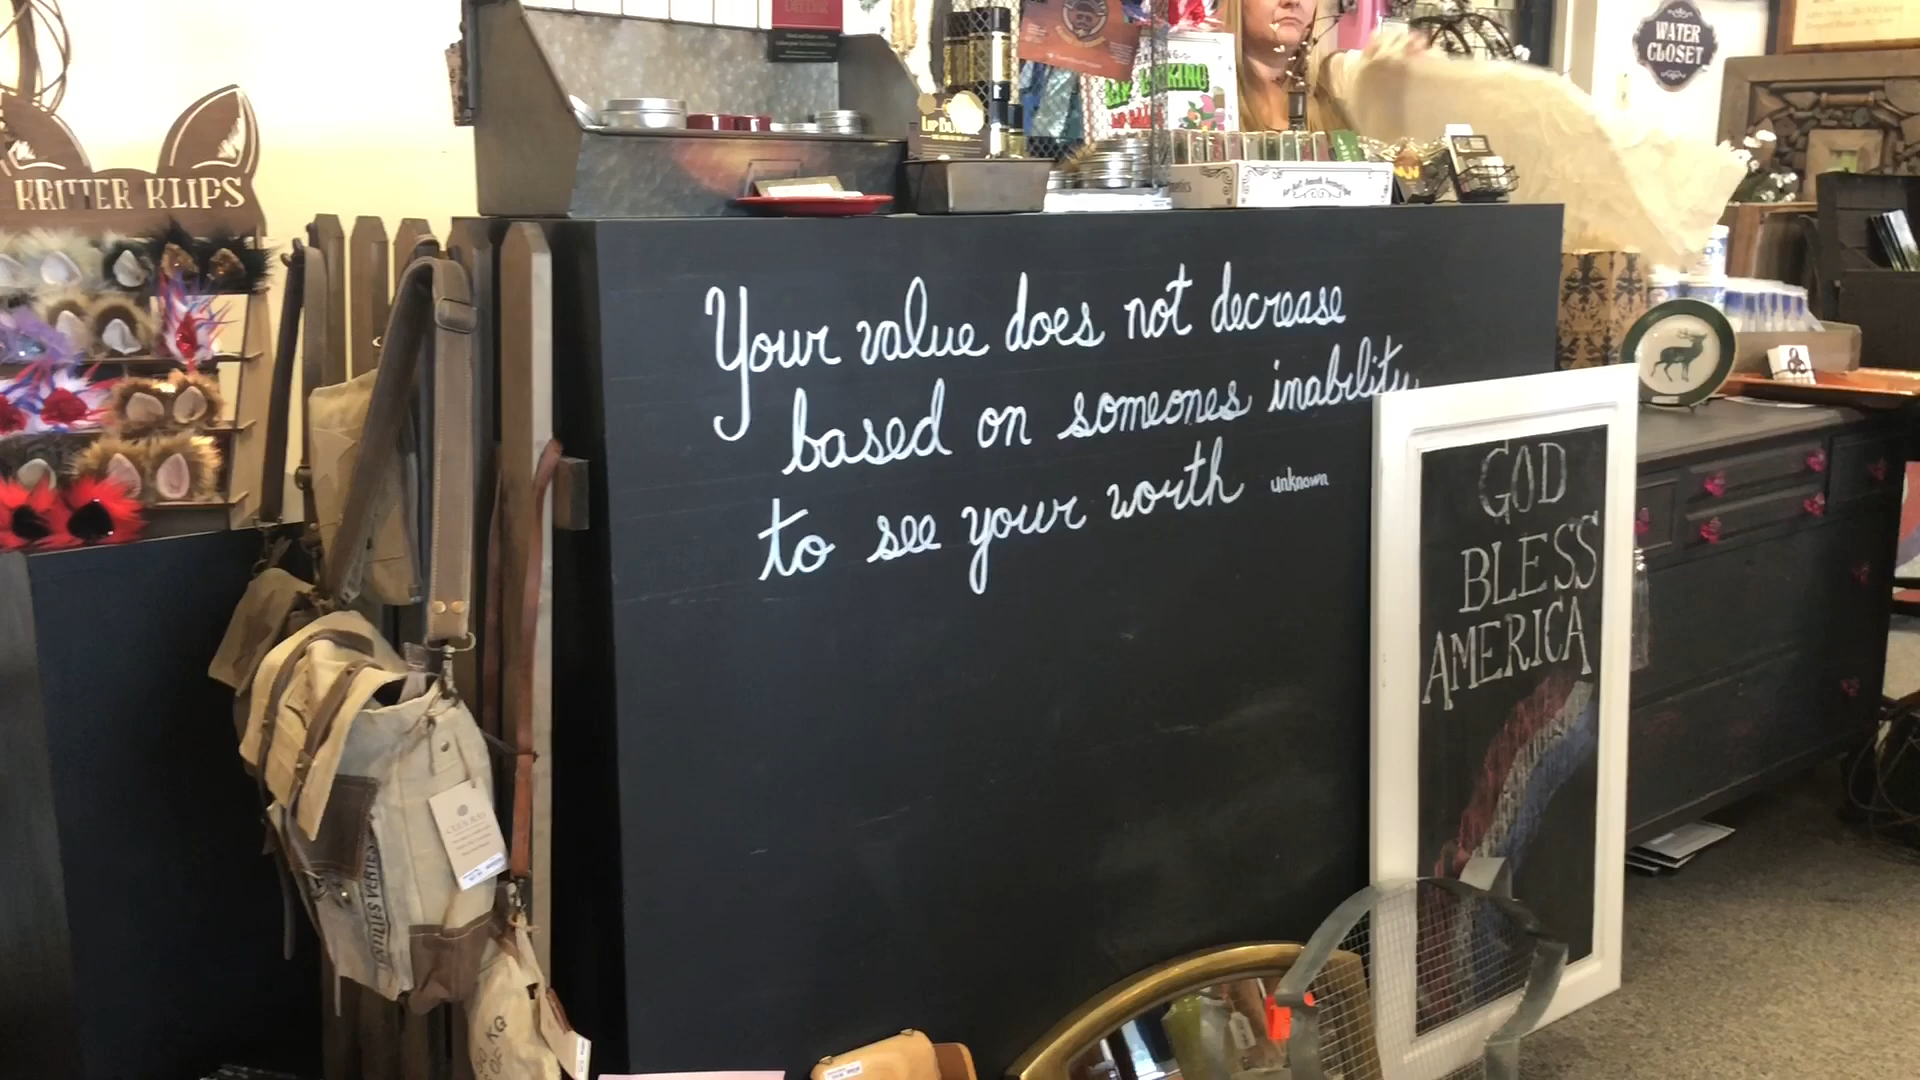 WATER
CLOSET
KRITTER KLIPS
Your value does not decrease
based on someones inability
to see your worth unknown
GOD
BLESS
AMERICA